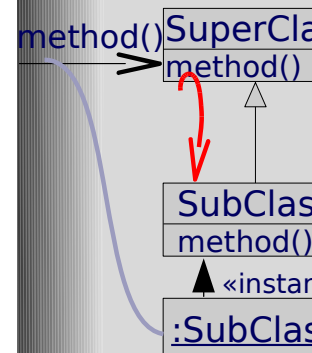 method()
SuperCla
method()
SubClas
method()
«instan
:SubClas